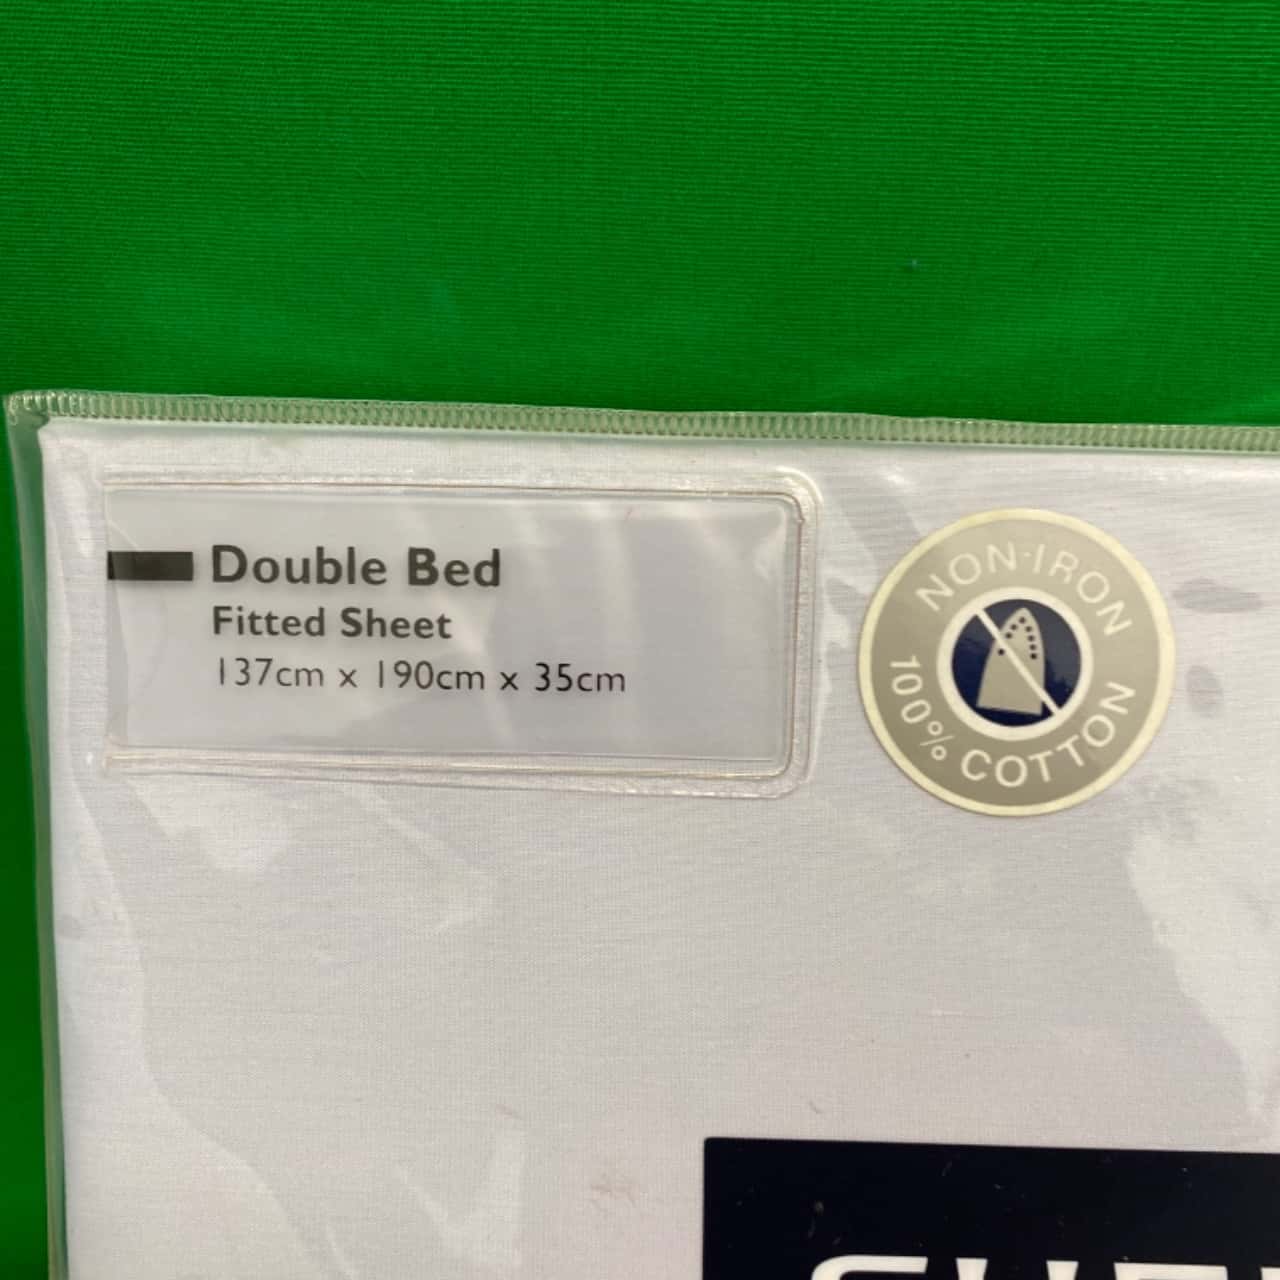 Double Bed
Fitted Sheet
137cm x 190cm x 35cm
NON-IRON
100% COTTON